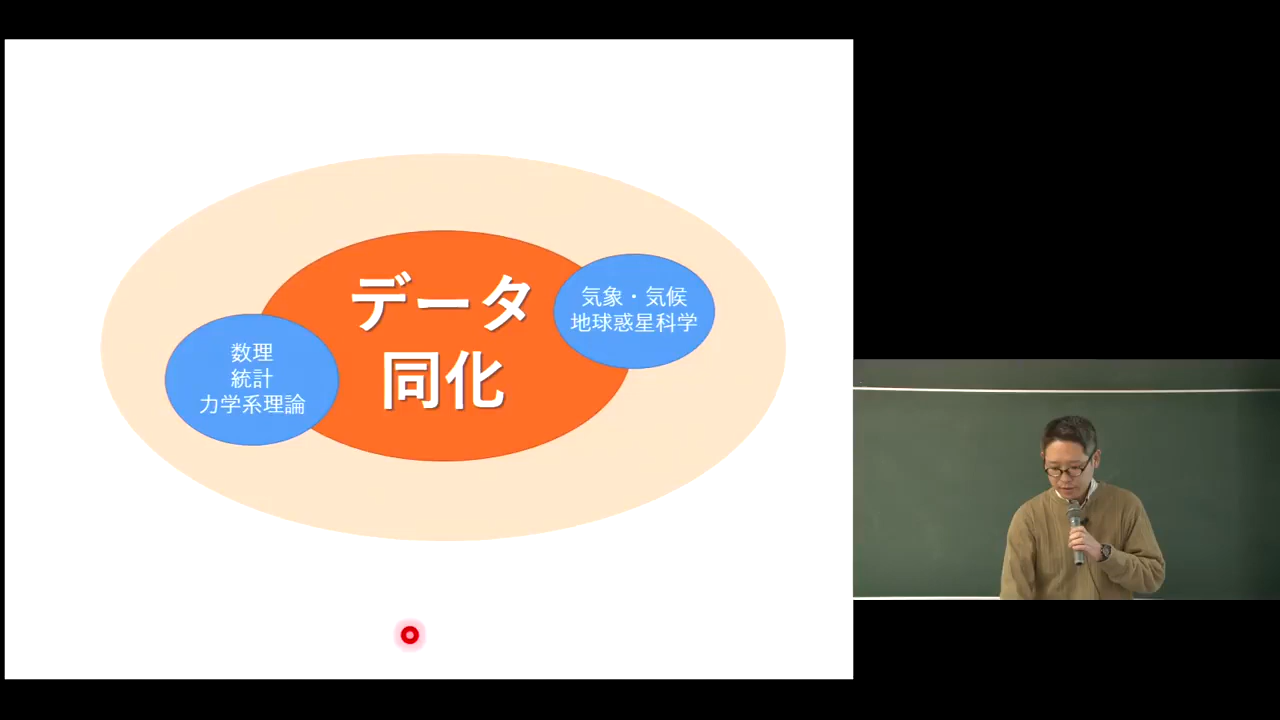 データ
同化
気象・気候
地球惑星科学
数理
統計
力学系理論